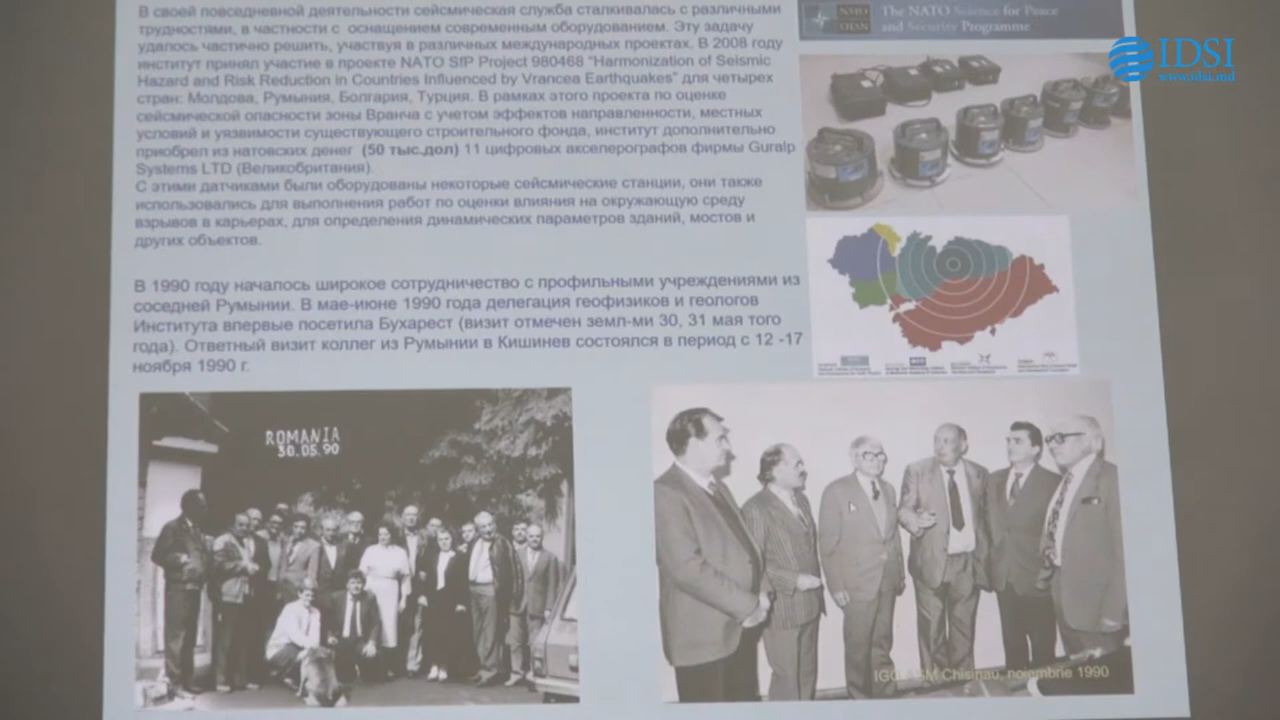 В своей повседневной деятельности сейсмическая служба сталкивалась с различными
трудностями, в частности с оснащением современным оборудованием. Эту задачу
удалось частично решить, участвуя в различных международных проектах. В 2008 году
институт принял участие в проекте NATO SfP Project 980468 "Harmonization of Seismic
Hazard and Risk Reduction in Countries Influenced by Vrancea Earthquakes" для четырех
стран: Молдова, Румыния, Болгария, Турция. В рамках этого проекта по оценке
сейсмической опасности зоны Вранча с учетом эффектов направленности, местных
условий и уязвимости существующего строительного фонда, институт дополнительно
приобрел из натовских денег (50 тыс.дол) 11 цифровых акселерографов фирмы Guralp
Systems LTD (Великобритания).
С этими датчиками были оборудованы некоторые сейсмические станции, они также
использовались для выполнения работ по оценки влияния на окружающую среду
взрывов в карьерах, для определения динамических параметров зданий, мостов и
других объектов.
В 1990 году началось широкое сотрудничество с профильными учреждениями из
соседней Румынии. В мае-июне 1990 года делегация геофизиков и геологов
Института впервые посетила Бухарест (визит отмечен земл-ми 30, 31 мая того
года). Ответный визит коллег из Румынии в Кишинев состоялся в период с 12 -17
ноября 1990 г.
NATO
OTAN
The NATO Science for Peace
and Security Programme
IDSI
www.idsi.md
ROMANIA
30.05.90
Chisinau, noiembrie 1990